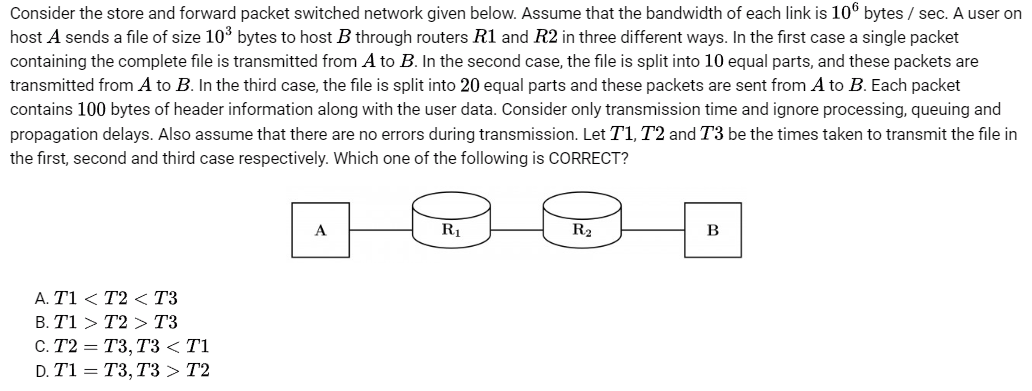 Consider the store and forward packet switched network given below. Assume that the bandwidth of each link is 10⁶ bytes / sec. A user on
host A sends a file of size 10³ bytes to host B through routers R1 and R2 in three different ways. In the first case a single packet
containing the complete file is transmitted from A to B. In the second case, the file is split into 10 equal parts, and these packets are
transmitted from A to B. In the third case, the file is split into 20 equal parts and these packets are sent from A to B. Each packet
contains 100 bytes of header information along with the user data. Consider only transmission time and ignore processing, queuing and
propagation delays. Also assume that there are no errors during transmission. Let T1, T2 and T3 be the times taken to transmit the file in
the first, second and third case respectively. Which one of the following is CORRECT?
A R₁ R₂ B
A. T1 < T2 < T3
B. T1 > T2 > T3
C. T2 = T3, T3 < T1
D. T1 = T3, T3 > T2